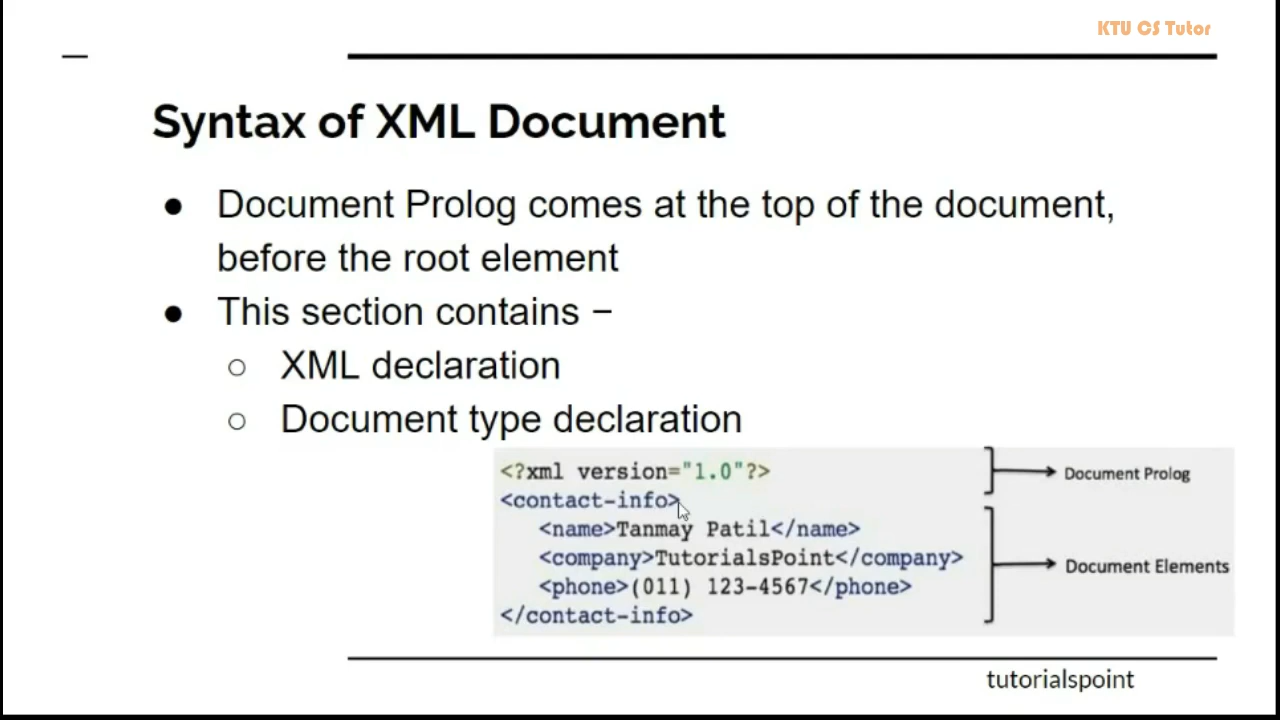 KTU CS Tutor
Syntax of XML Document
● Document Prolog comes at the top of the document,
before the root element
● This section contains −
○ XML declaration
○ Document type declaration
<?xml version="1.0"?>
Document Prolog
<contact-info>
<name>Tanmay Patil</name>
<company>TutorialsPoint</company>
Document Elements
<phone>(011) 123-4567</phone>
</contact-info>
tutorialspoint